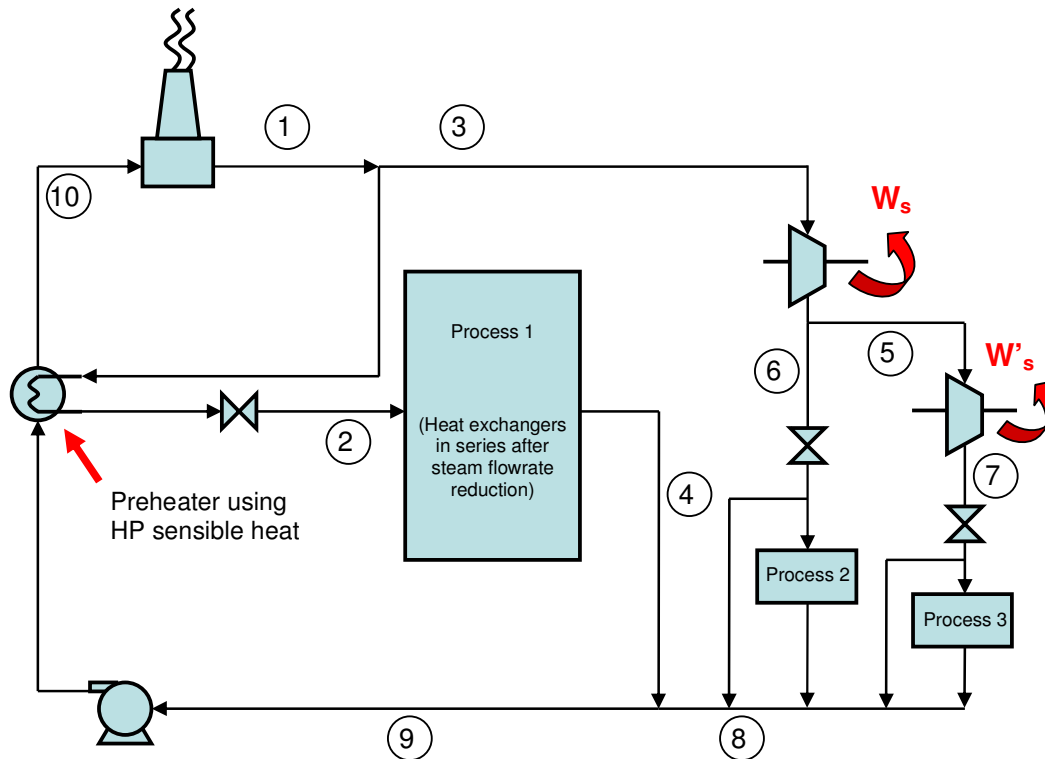 1
3
10
Ws
Process 1
(Heat exchangers
in series after
steam flowrate
reduction)
6
5
W's
2
4
7
Preheater using
HP sensible heat
Process 2
Process 3
9
8